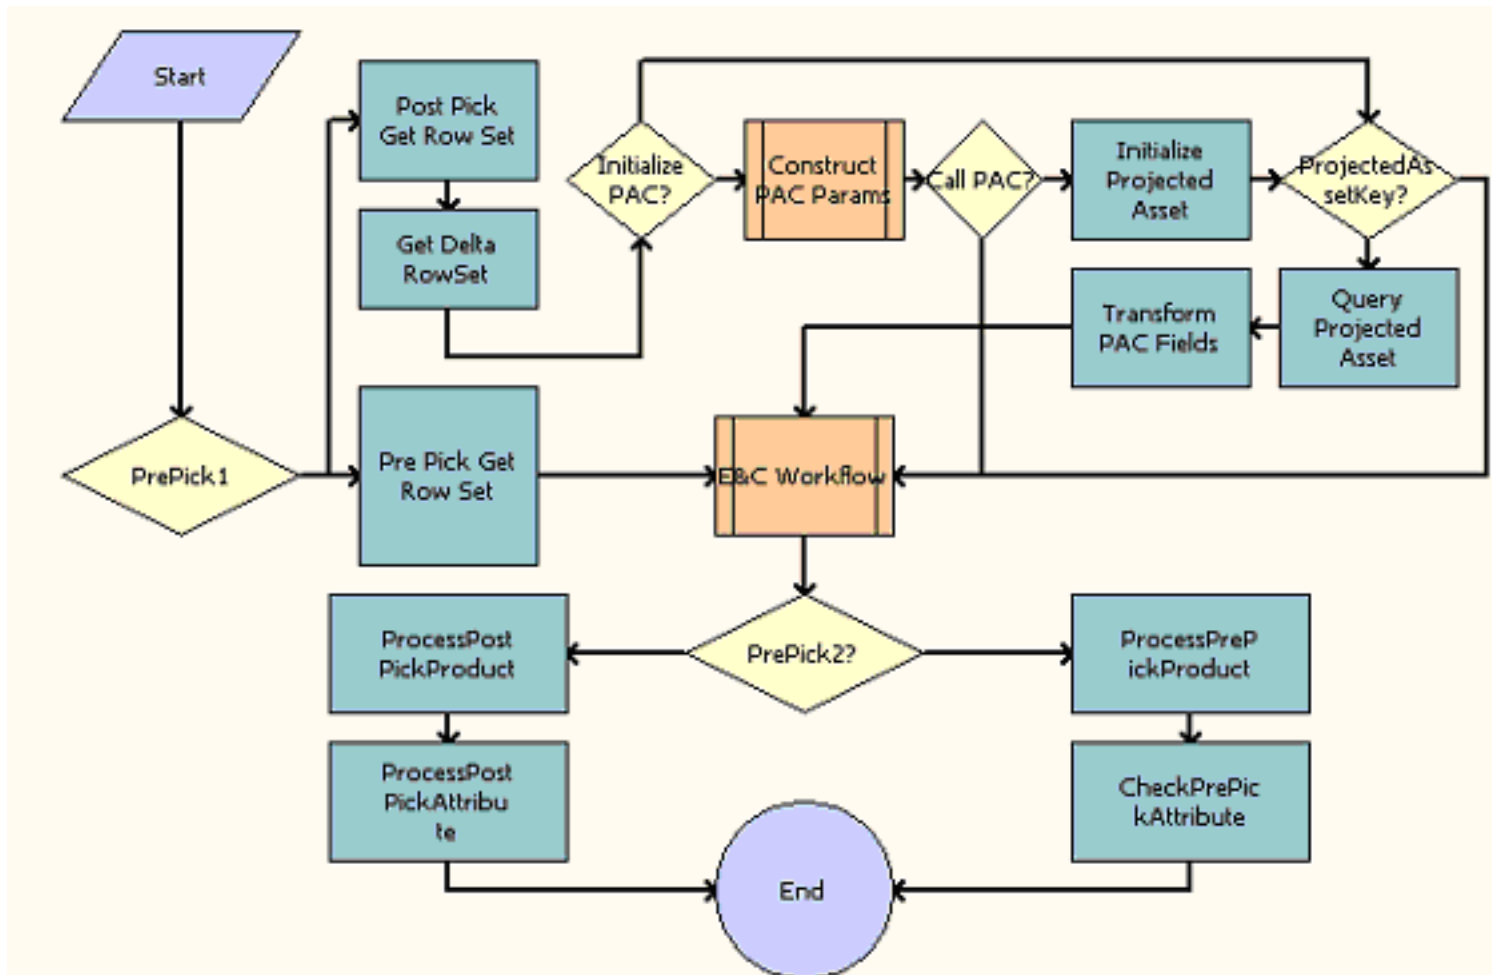 Start
Post Pick
Get Row Set
Get Delta
RowSet
Initialize
PAC?
Construct
PAC Params
Call PAC?
Initialize
Projected
Asset
ProjectedAs
setKey?
Transform
PAC Fields
Query
Projected
Asset
PrePick1
Pre Pick Get
Row Set
E&C Workflow
ProcessPost
PickProduct
PrePick2?
ProcessPreP
ickProduct
ProcessPost
PickAttribu
te
CheckPrePic
kAttribute
End